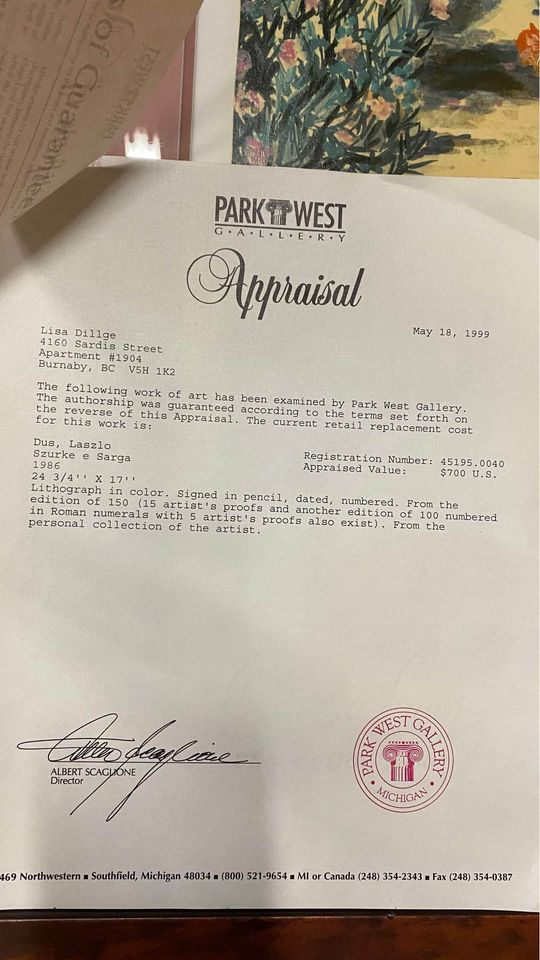 of Guarantee
PARK WEST
G·A·L·L·E·R·Y
Appraisal
May 18, 1999
Lisa Dillge
4160 Sardis Street
Apartment #1904
Burnaby, BC V5H 1K2
The following work of art has been examined by Park West Gallery.
The authorship was guaranteed according to the terms set forth on
the reverse of this Appraisal. The current retail replacement cost
for this work is:
Dus, Laszlo
Szurke e Sarga
1986
24 3/4'' X 17''
Registration Number: 45195.0040
Appraised Value: $700 U.S.
Lithograph in color. Signed in pencil, dated, numbered. From the
edition of 150 (15 artist's proofs and another edition of 100 numbered
in Roman numerals with 5 artist's proofs also exist). From the
personal collection of the artist.
Albert Scaglione
ALBERT SCAGLIONE
Director
PARK WEST GALLERY
• MICHIGAN •
469 Northwestern ■ Southfield, Michigan 48034 ■ (800) 521-9654 ■ MI or Canada (248) 354-2343 ■ Fax (248) 354-0387